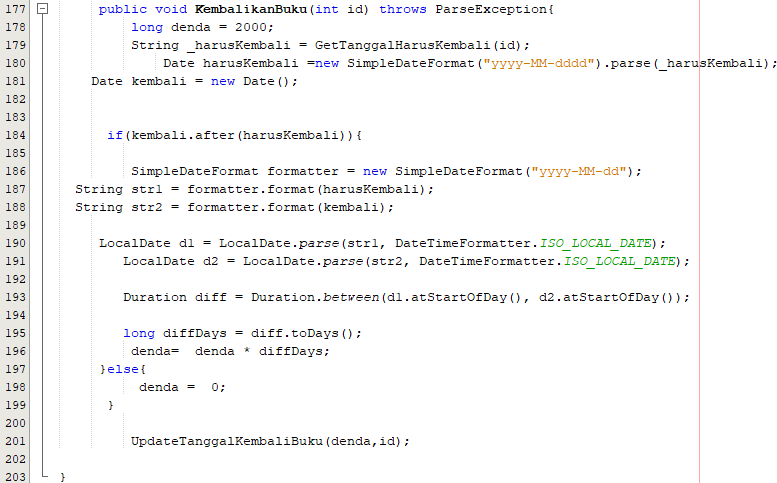 177 public void KembalikanBuku(int id) throws ParseException{
178 long denda = 2000;
179 String _harusKembali = GetTanggalHarusKembali(id);
180 Date harusKembali =new SimpleDateFormat("yyyy-MM-dddd").parse(_harusKembali);
181 Date kembali = new Date();
182
183
184 if(kembali.after(harusKembali)){
185
186 SimpleDateFormat formatter = new SimpleDateFormat("yyyy-MM-dd");
187 String str1 = formatter.format(harusKembali);
188 String str2 = formatter.format(kembali);
189
190 LocalDate d1 = LocalDate.parse(str1, DateTimeFormatter.ISO_LOCAL_DATE);
191 LocalDate d2 = LocalDate.parse(str2, DateTimeFormatter.ISO_LOCAL_DATE);
192
193 Duration diff = Duration.between(d1.atStartOfDay(), d2.atStartOfDay());
194
195 long diffDays = diff.toDays();
196 denda=  denda * diffDays;
197 }else{
198 denda =  0;
199 }
200
201 UpdateTanggalKembaliBuku(denda,id);
202
203 }